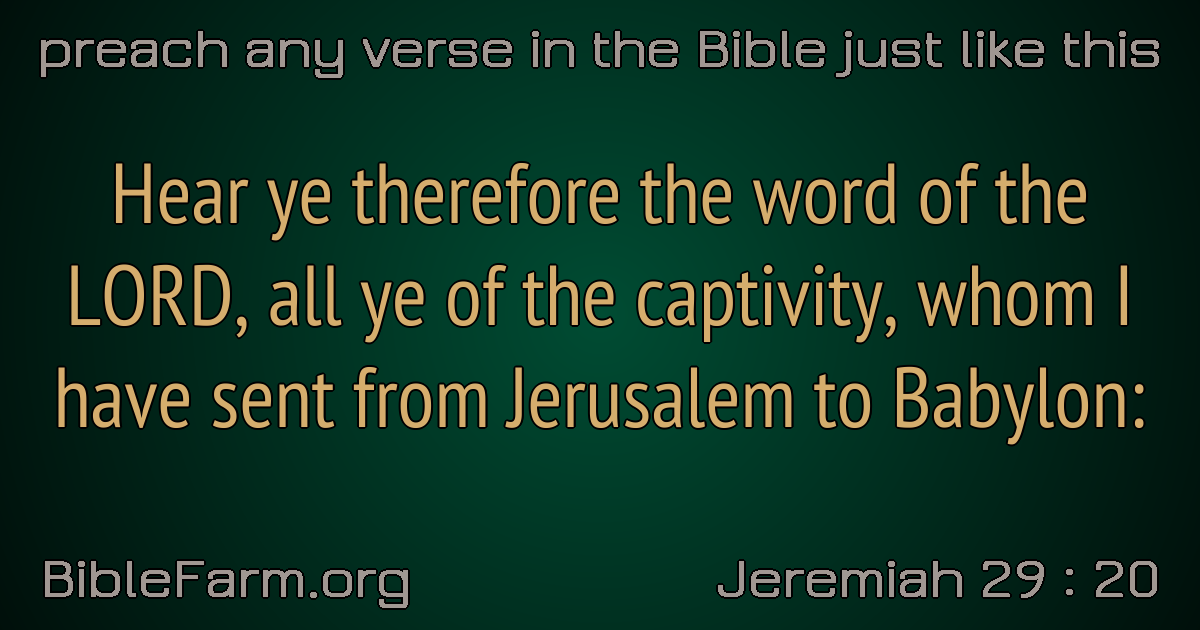 preach any verse in the Bible just like this
Hear ye therefore the word of the
LORD, all ye of the captivity, whom I
have sent from Jerusalem to Babylon:
BibleFarm.org
Jeremiah 29 : 20